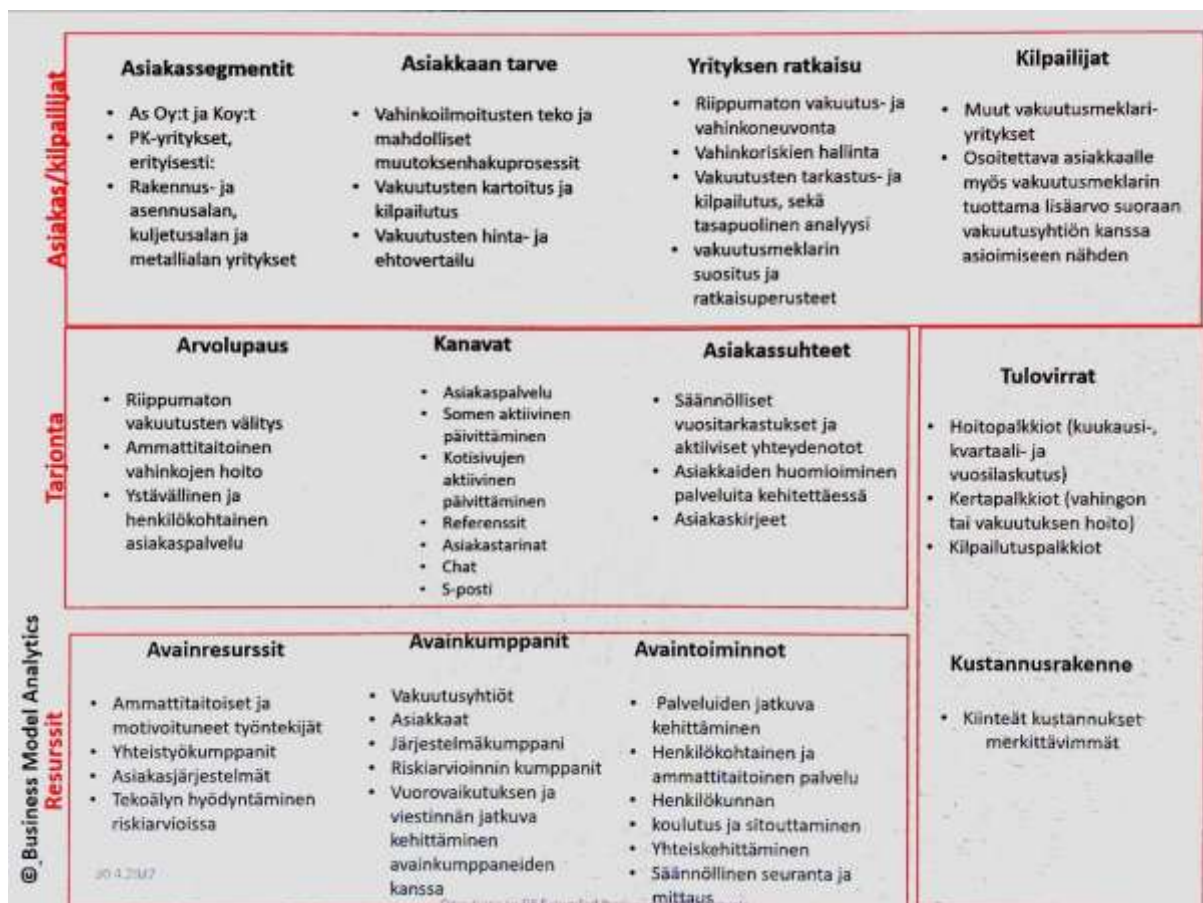 Asiakas/kilpailijat
Asiakassegmentit
• As Oy:t ja Koy:t
• PK-yritykset,
erityisesti:
• Rakennus- ja
asennusalan,
kuljetusalan ja
metallialan yritykset
Asiakkaan tarve
• Vahinkoilmoitusten teko ja
mahdolliset
muutoksenhakuprosessit
• Vakuutusten kartoitus ja
kilpailutus
• Vakuutusten hinta- ja
ehtovertailu
Yrityksen ratkaisu
• Riippumaton vakuutus- ja
vahinkoneuvonta
• Vahinkoriskien hallinta
• Vakuutusten tarkastus- ja
kilpailutus, sekä
tasapuolinen analyysi
• vakuutusmeklarin
suositus ja
ratkaisuperusteet
Kilpailijat
• Muut vakuutusmeklari-
yritykset
• Osoitettava asiakkaalle
myös vakuutusmeklarin
tuottama lisäarvo suoraan
vakuutusyhtiön kanssa
asioimiseen nähden
Tarjonta
Arvolupaus
• Riippumaton
vakuutusten välitys
• Ammattitaitoinen
vahinkojen hoito
• Ystävällinen ja
henkilökohtainen
asiakaspalvelu
Kanavat
• Asiakaspalvelu
• Somen aktiivinen
päivittäminen
• Kotisivujen
aktiivinen
päivittäminen
• Referenssit
• Asiakastarinat
• Chat
• S-posti
Asiakassuhteet
• Säännölliset
vuositarkastukset ja
aktiiviset yhteydenotot
• Asiakkaiden huomioiminen
palveluita kehitettäessä
• Asiakaskirjeet
Tulovirrat
• Hoitopalkkiot (kuukausi-,
kvartaali- ja
vuosilaskutus)
• Kertapalkkiot (vahingon
tai vakuutuksen hoito)
• Kilpailutuspalkkiot
© Business Model Analytics
Resurssit
Avainresurssit
• Ammattitaitoiset ja
motivoituneet työntekijät
• Yhteistyökumppanit
• Asiakasjärjestelmät
• Tekoälyn hyödyntäminen
riskiarvioissa
Avainkumppanit
• Vakuutusyhtiöt
• Asiakkaat
• Järjestelmäkumppani
• Riskiarvioinnin kumppanit
• Vuorovaikutuksen ja
viestinnän jatkuva
kehittäminen
avainkumppaneiden
kanssa
Avaintoiminnot
• Palveluiden jatkuva
kehittäminen
• Henkilökohtainen ja
ammattitaitoinen palvelu
• Henkilökunnan
• koulutus ja sitouttaminen
• Yhteiskehittäminen
• Säännöllinen seuranta ja
mittaus
Kustannusrakenne
• Kiinteät kustannukset
merkittävimmät